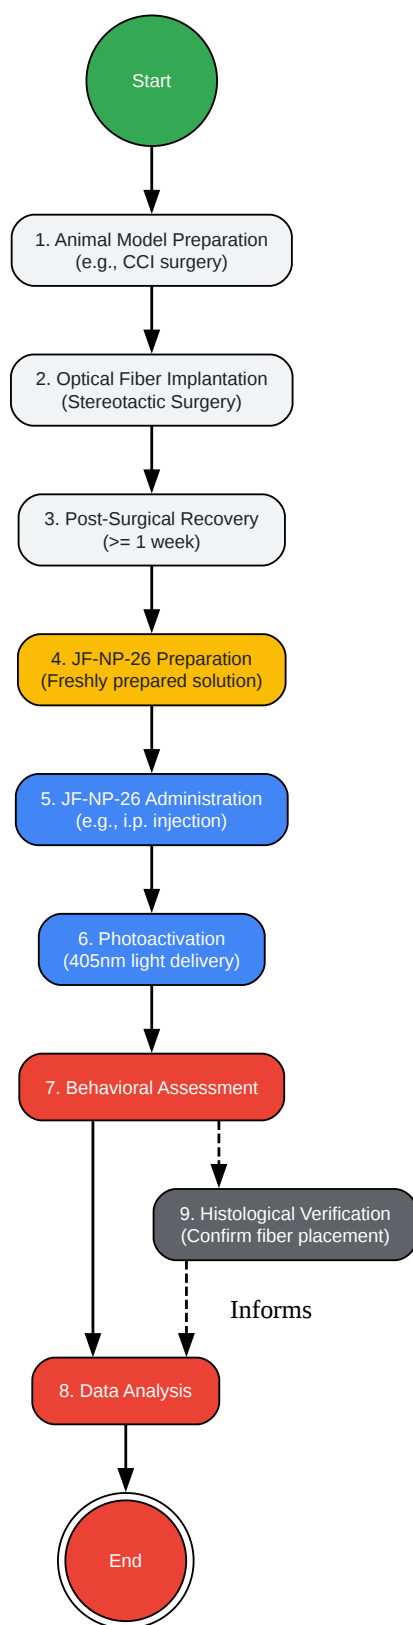 Start
1. Animal Model Preparation
(e.g., CCI surgery)
2. Optical Fiber Implantation
(Stereotactic Surgery)
3. Post-Surgical Recovery
(>= 1 week)
4. JF-NP-26 Preparation
(Freshly prepared solution)
5. JF-NP-26 Administration
(e.g., i.p. injection)
6. Photoactivation
(405nm light delivery)
7. Behavioral Assessment
9. Histological Verification
(Confirm fiber placement)
Informs
8. Data Analysis
End